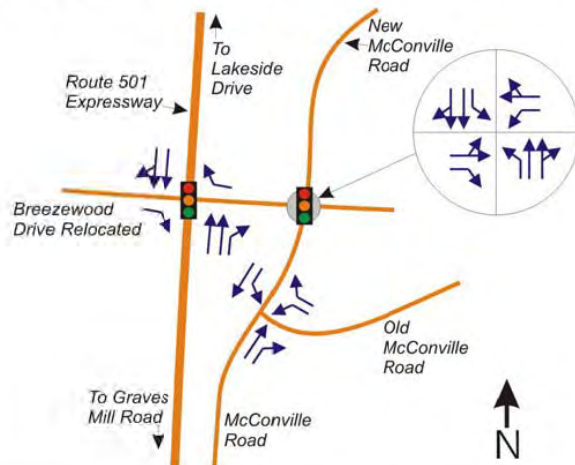 To
Lakeside
Drive
New
McConville
Road
Route 501
Expressway
Breezewood
Drive Relocated
Old
McConville
Road
To Graves
Mill Road
McConville
Road
N